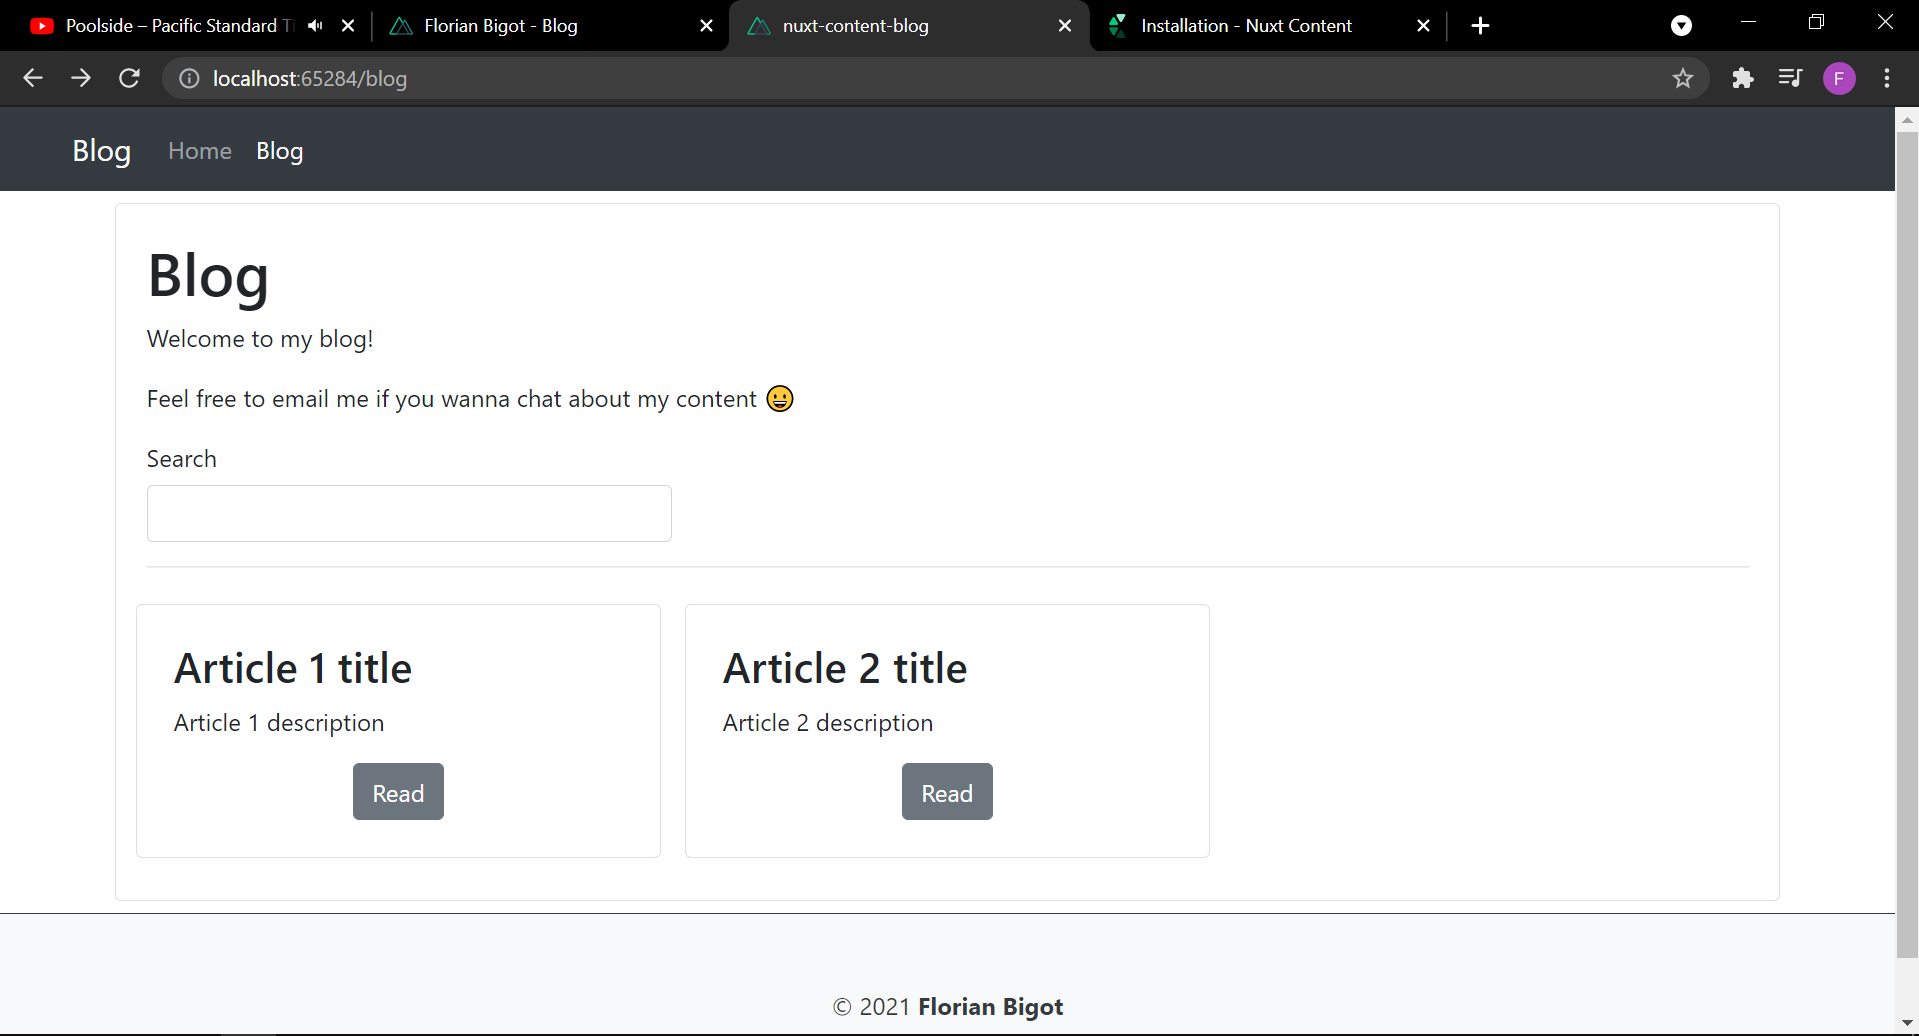 Poolside – Pacific Standard Ti
Florian Bigot - Blog
nuxt-content-blog
Installation - Nuxt Content
localhost:65284/blog
F
Blog Home Blog
Blog
Welcome to my blog!
Feel free to email me if you wanna chat about my content 😀
Search
Article 1 title
Article 1 description
Read
Article 2 title
Article 2 description
Read
© 2021 Florian Bigot